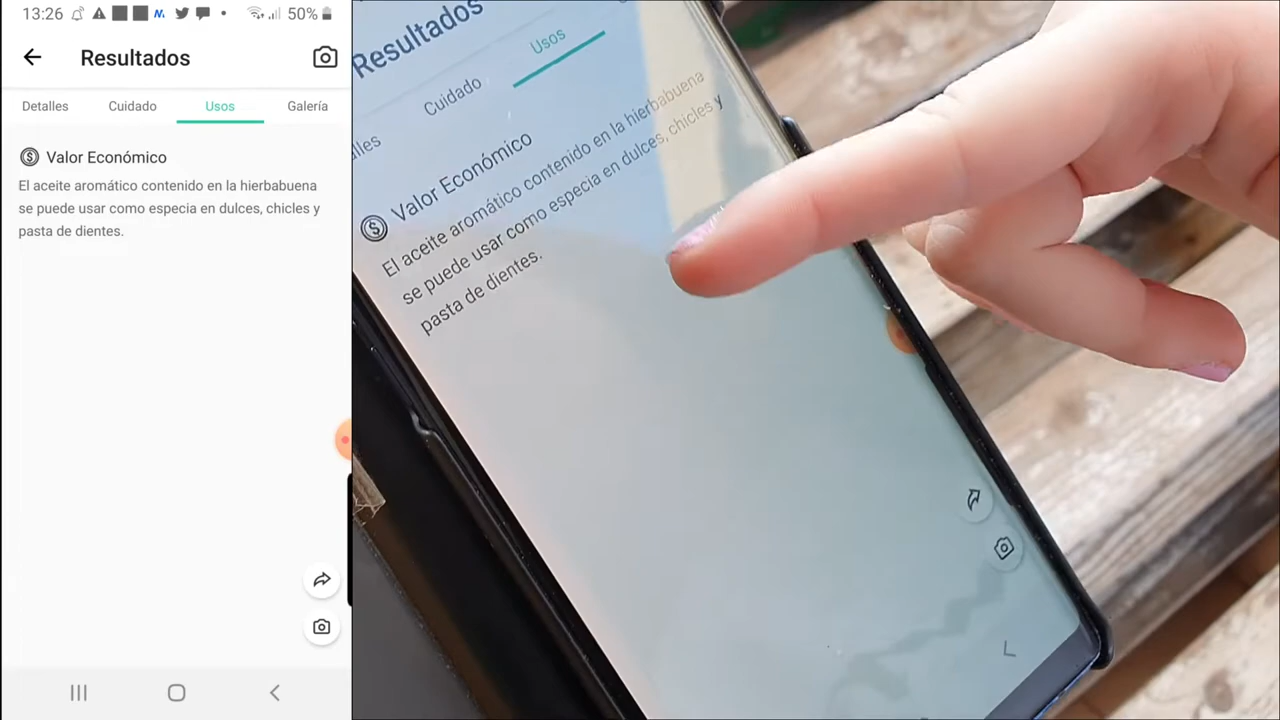 13:26
50%
Resultados
Detalles
Cuidado
Usos
Galería
Valor Económico
El aceite aromático contenido en la hierbabuena
se puede usar como especia en dulces, chicles y
pasta de dientes.
Resultados
alles
Cuidado
Usos
Valor Económico
El aceite aromático contenido en la hierbabuena
se puede usar como especia en dulces, chicles y
pasta de dientes.